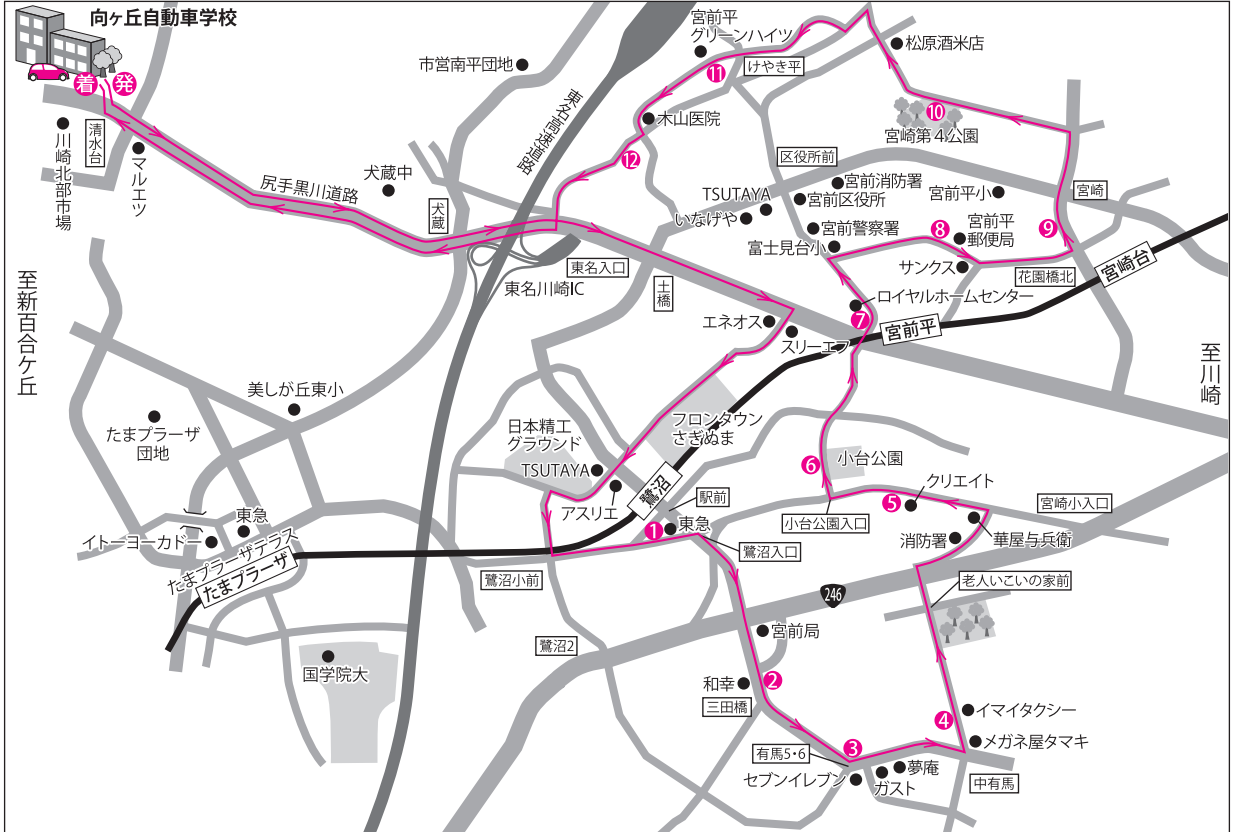 向ヶ丘自動車学校
着
発
清水台
川崎北部市場
マルエツ
尻手黒川道路
犬蔵中
犬蔵
市営南平団地
東名高速道路
宮前平
グリーンハイツ
⑪
けやき平
木山医院
⑫
松原酒米店
⑩
宮崎第4公園
区役所前
宮前消防署
TSUTAYA
宮前区役所
いなげや
宮前平小
宮崎
宮前警察署
富士見台小
⑧
宮前平
郵便局
⑨
サンクス
花園橋北
宮崎台
東名入口
東名川崎IC
土橋
ロイヤルホームセンター
⑦
エネオス
スリーエフ
宮前平
至新百合ケ丘
至川崎
美しが丘東小
たまプラーザ
団地
日本精工
グラウンド
フロンタウン
さぎぬま
TSUTAYA
アスリエ
鷺沼
駅前
⑥
小台公園
⑤
クリエイト
宮崎小入口
小台公園入口
消防署
華屋与兵衛
東急
イトーヨーカドー
たまプラーザテラス
たまプラーザ
①
東急
鷺沼入口
鷺沼小前
老人いこいの家前
246
鷺沼2
宮前局
国学院大
和幸
②
三田橋
④
イマイタクシー
メガネ屋タマキ
③
有馬5・6
セブンイレブン
夢庵
ガスト
中有馬